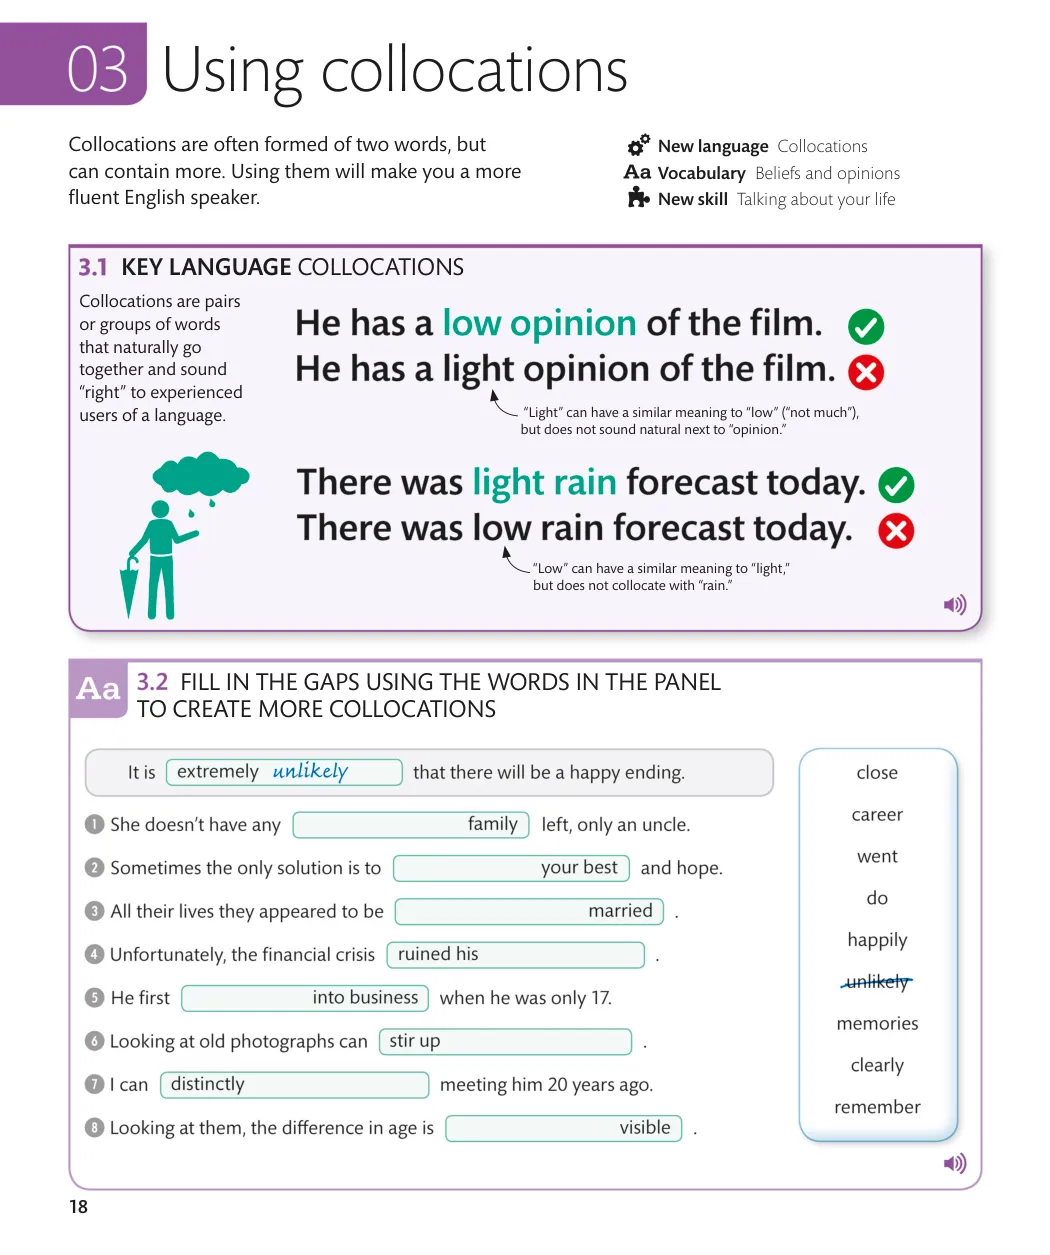 03 Using collocations
Collocations are often formed of two words, but
can contain more. Using them will make you a more
fluent English speaker.
New language Collocations
Aa Vocabulary Beliefs and opinions
New skill Talking about your life
3.1 KEY LANGUAGE COLLOCATIONS
Collocations are pairs
or groups of words
that naturally go
together and sound
“right” to experienced
users of a language.
He has a low opinion of the film.
He has a light opinion of the film.
“Light” can have a similar meaning to “low” (“not much”),
but does not sound natural next to “opinion.”
There was light rain forecast today.
There was low rain forecast today.
“Low” can have a similar meaning to “light,”
but does not collocate with “rain.”
Aa
3.2 FILL IN THE GAPS USING THE WORDS IN THE PANEL
TO CREATE MORE COLLOCATIONS
It is extremely unlikely that there will be a happy ending.
1 She doesn’t have any family left, only an uncle.
2 Sometimes the only solution is to your best and hope.
3 All their lives they appeared to be married .
4 Unfortunately, the financial crisis ruined his .
5 He first into business when he was only 17.
6 Looking at old photographs can stir up .
7 I can distinctly meeting him 20 years ago.
8 Looking at them, the difference in age is visible .
close
career
went
do
happily
unlikely
memories
clearly
remember
18